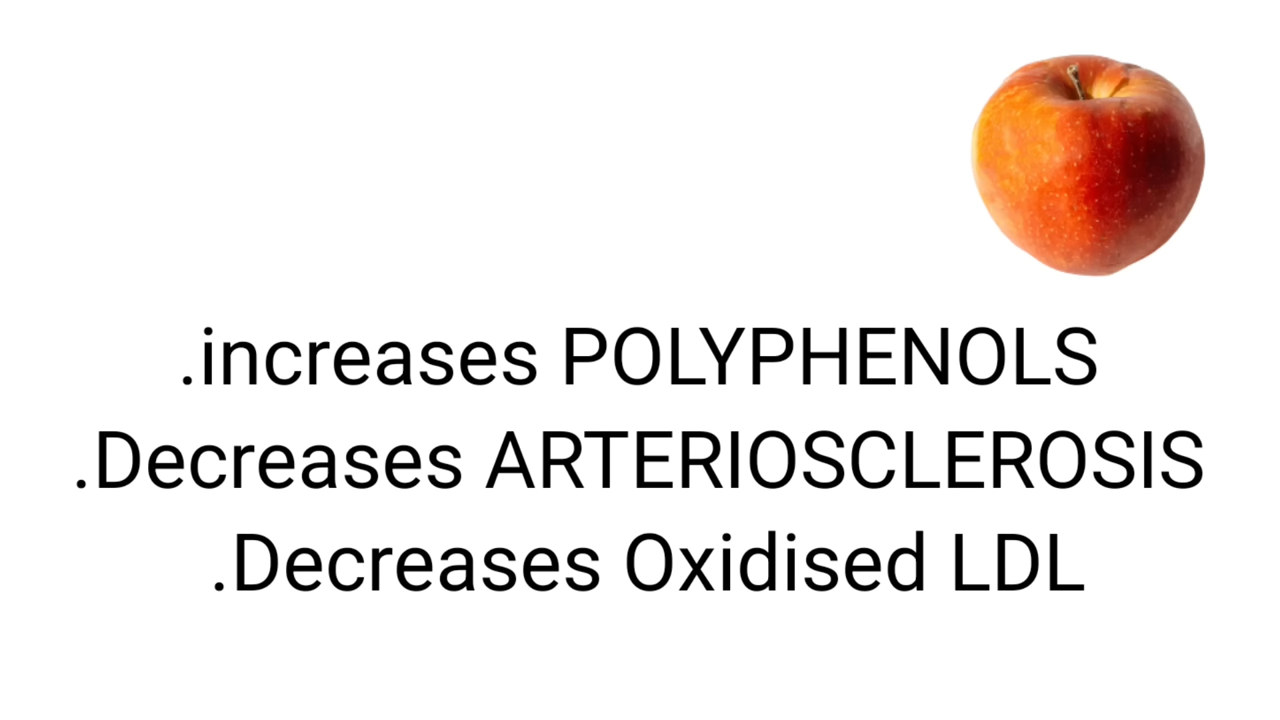 .increases POLYPHENOLS
.Decreases ARTERIOSCLEROSIS
.Decreases Oxidised LDL